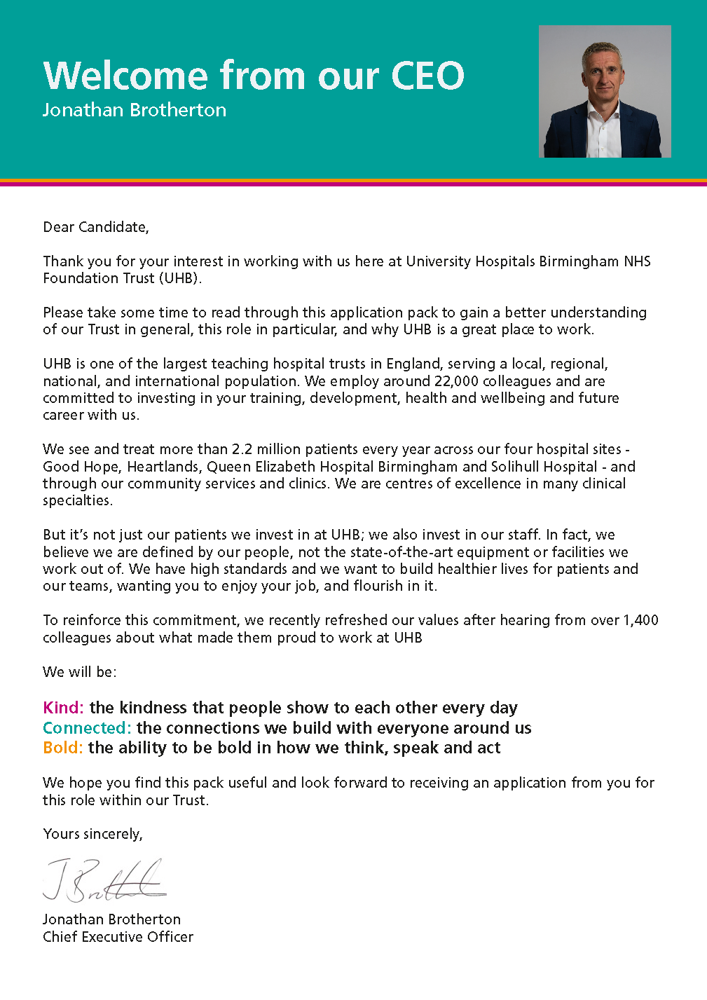 Welcome from our CEO
Jonathan Brotherton
Dear Candidate,
Thank you for your interest in working with us here at University Hospitals Birmingham NHS
Foundation Trust (UHB).
Please take some time to read through this application pack to gain a better understanding
of our Trust in general, this role in particular, and why UHB is a great place to work.
UHB is one of the largest teaching hospital trusts in England, serving a local, regional,
national, and international population. We employ around 22,000 colleagues and are
committed to investing in your training, development, health and wellbeing and future
career with us.
We see and treat more than 2.2 million patients every year across our four hospital sites -
Good Hope, Heartlands, Queen Elizabeth Hospital Birmingham and Solihull Hospital - and
through our community services and clinics. We are centres of excellence in many clinical
specialties.
But it’s not just our patients we invest in at UHB; we also invest in our staff. In fact, we
believe we are defined by our people, not the state-of-the-art equipment or facilities we
work out of. We have high standards and we want to build healthier lives for patients and
our teams, wanting you to enjoy your job, and flourish in it.
To reinforce this commitment, we recently refreshed our values after hearing from over 1,400
colleagues about what made them proud to work at UHB
We will be:
Kind: the kindness that people show to each other every day
Connected: the connections we build with everyone around us
Bold: the ability to be bold in how we think, speak and act
We hope you find this pack useful and look forward to receiving an application from you for
this role within our Trust.
Yours sincerely,
J Brotherton
Jonathan Brotherton
Chief Executive Officer